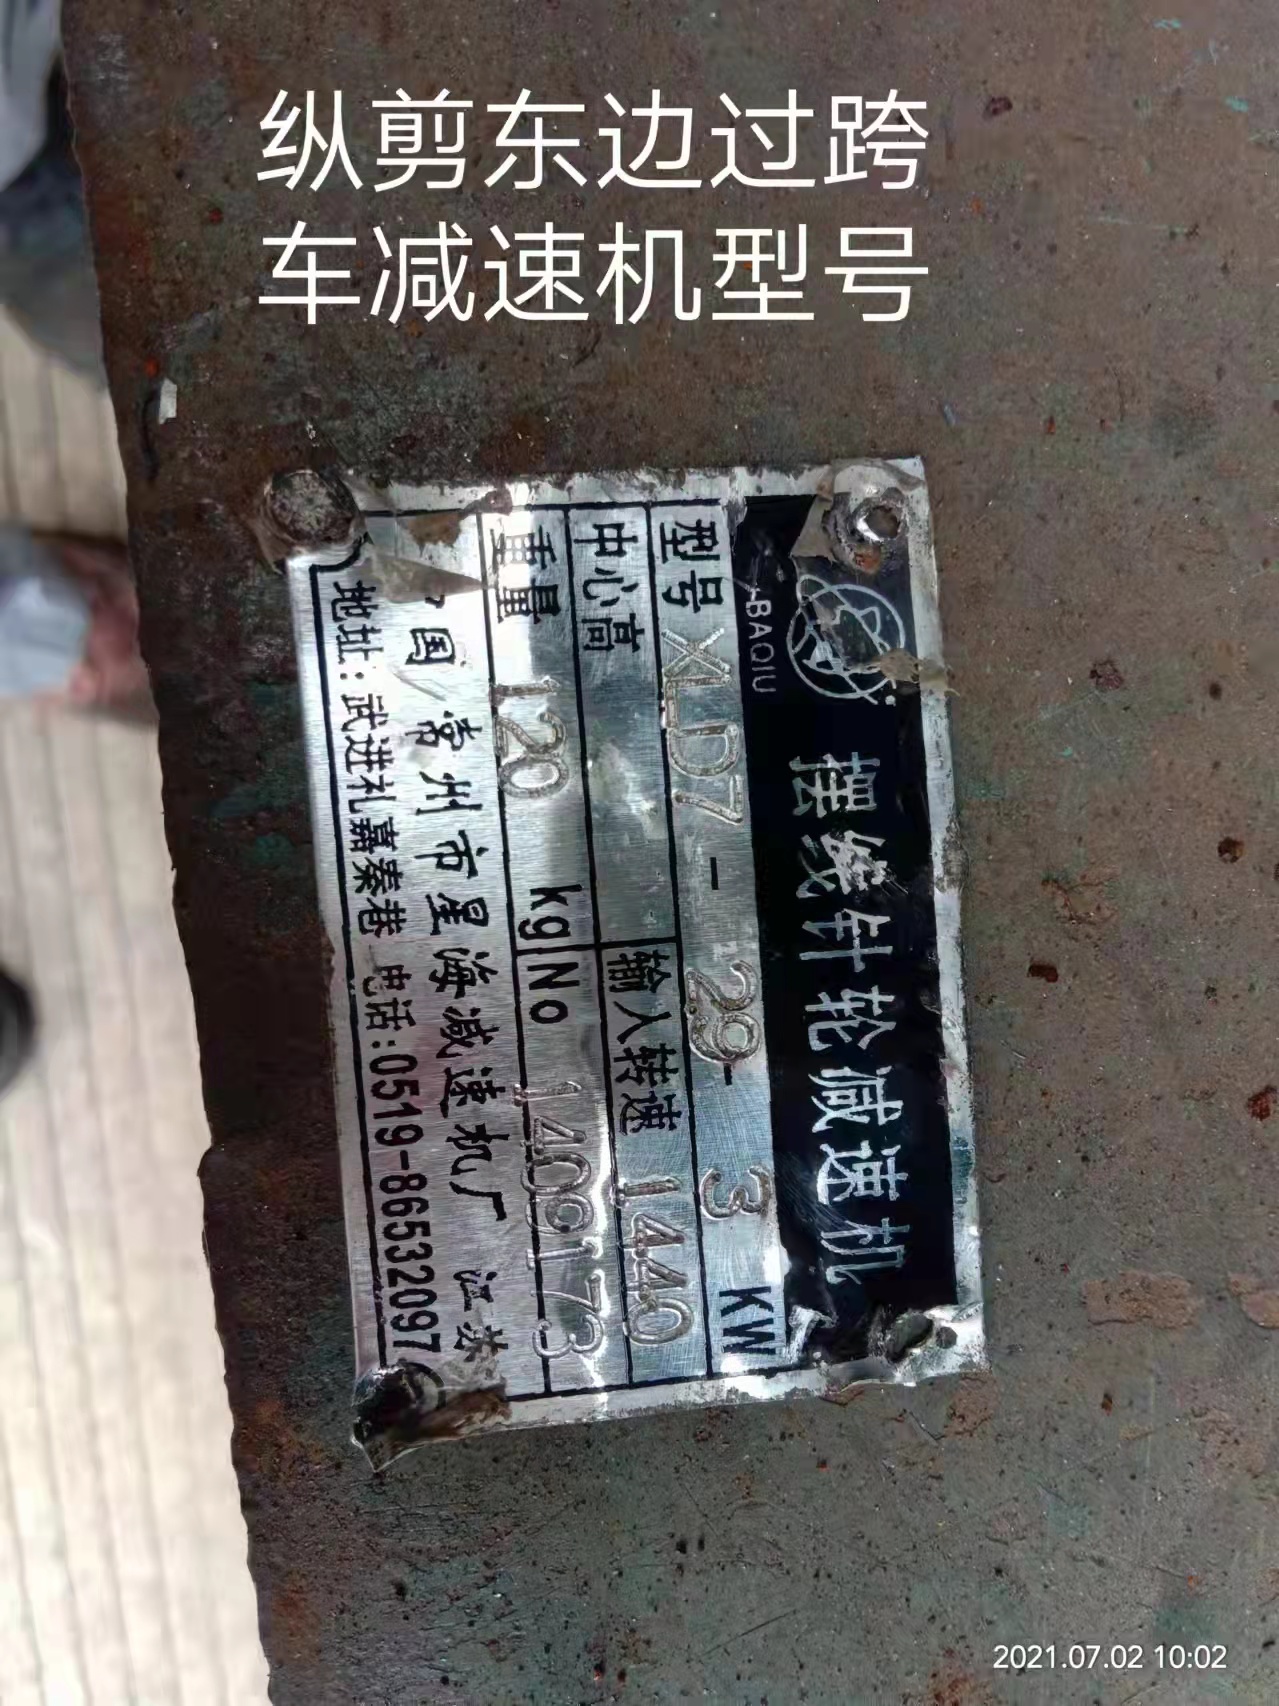 纵剪东边过跨
车减速机型号
BAQIU
摆线针轮减速机
型号 XLD7-29-3 KW
中心高 输入转速 1440
重量 120 kg No 1409173
国 常州市星海减速机厂 江苏
地址:武进礼嘉秦巷 电话:0519-86532097
2021.07.02 10:02